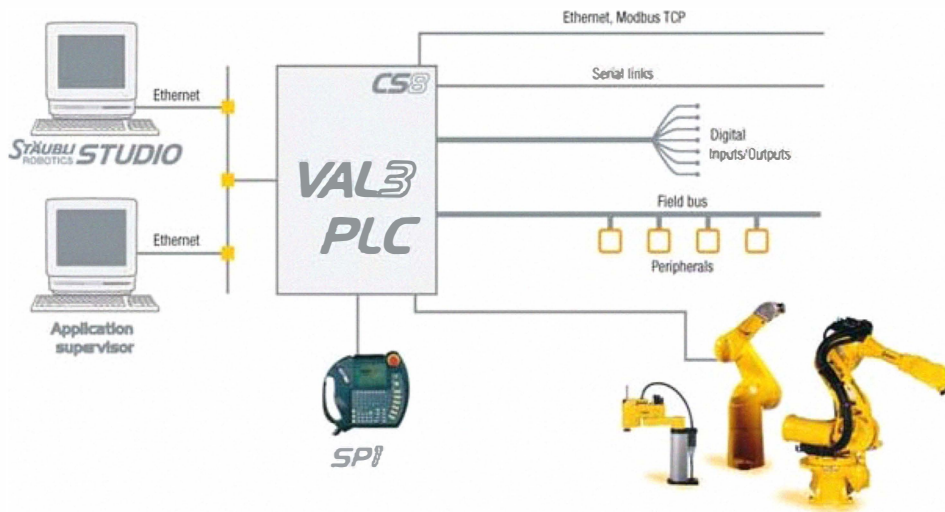 Ethernet, Modbus TCP
CS8
Serial links
Ethernet
STÄUBLI
ROBOTICS STUDIO
Digital
Inputs/Outputs
VAL3
PLC
Field bus
Ethernet
Peripherals
Application
supervisor
SP1